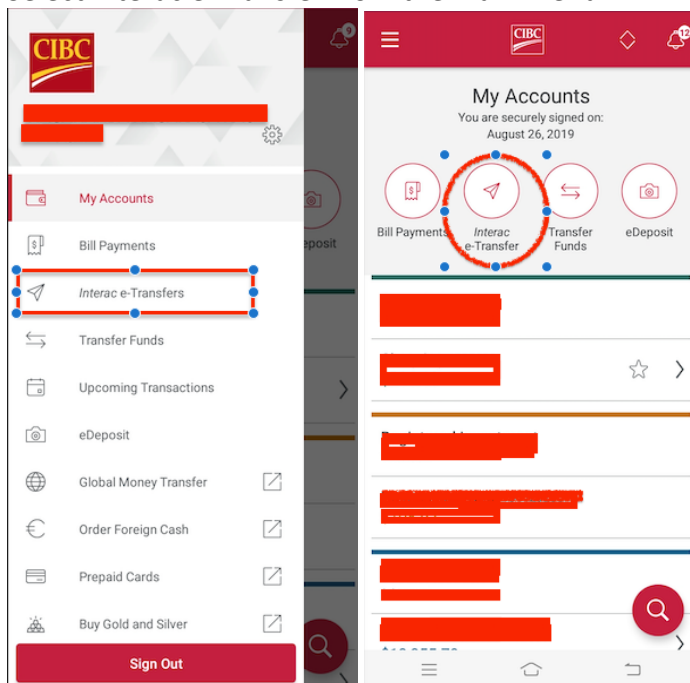 CIBC
9
My Accounts
Bill Payments
eposit
Interac e-Transfers
Transfer Funds
Upcoming Transactions
eDeposit
Global Money Transfer
Order Foreign Cash
Prepaid Cards
Buy Gold and Silver
Sign Out
CIBC
12
My Accounts
You are securely signed on:
August 26, 2019
Bill Payments
Interac
e-Transfer
Transfer
Funds
eDeposit